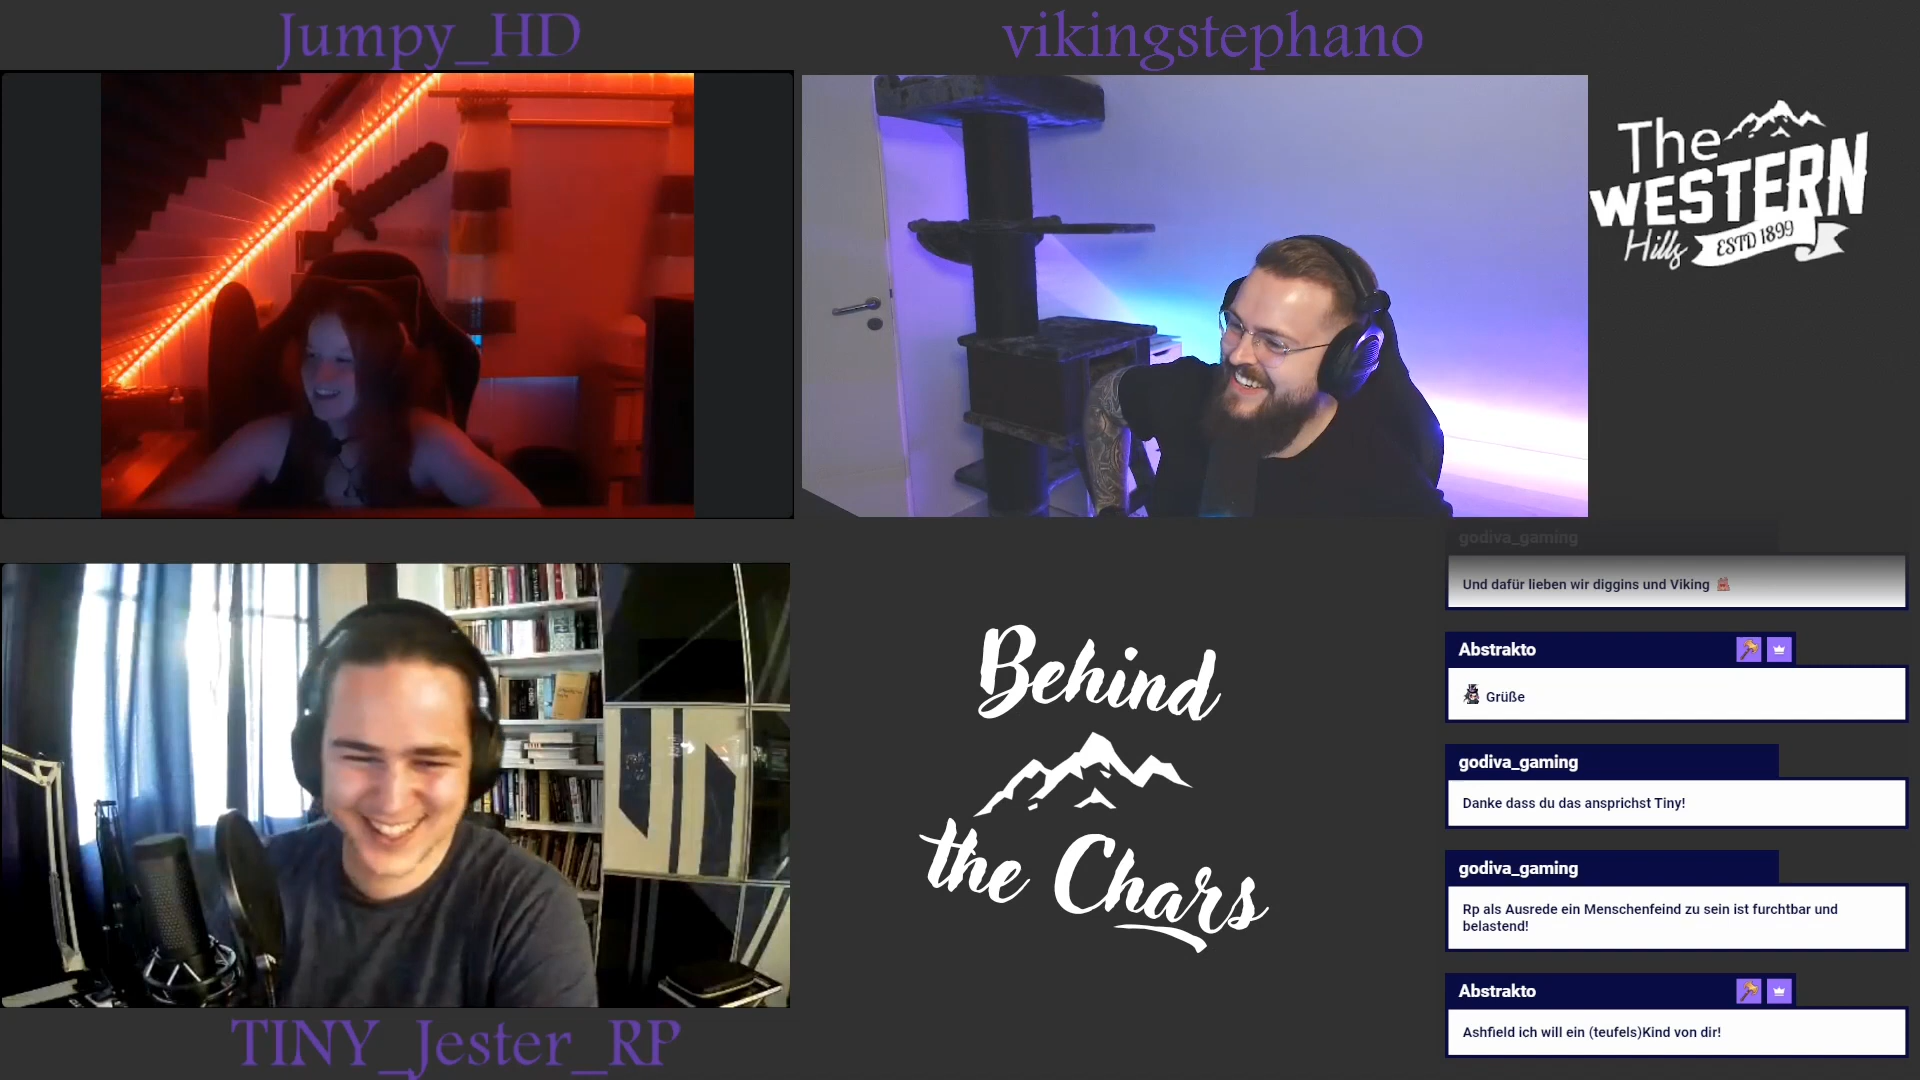 Jumpy_HD
vikingstephano
The
WESTERN
Hills
ESTD 1899
godiva_gaming
Und dafür lieben wir diggins und Viking
Abstrakto
Grüße
godiva_gaming
Danke dass du das ansprichst Tiny!
godiva_gaming
Rp als Ausrede ein Menschenfeind zu sein ist furchtbar und
belastend!
Abstrakto
Ashfield ich will ein (teufels)Kind von dir!
Behind
the Chars
TINY_Jester_RP